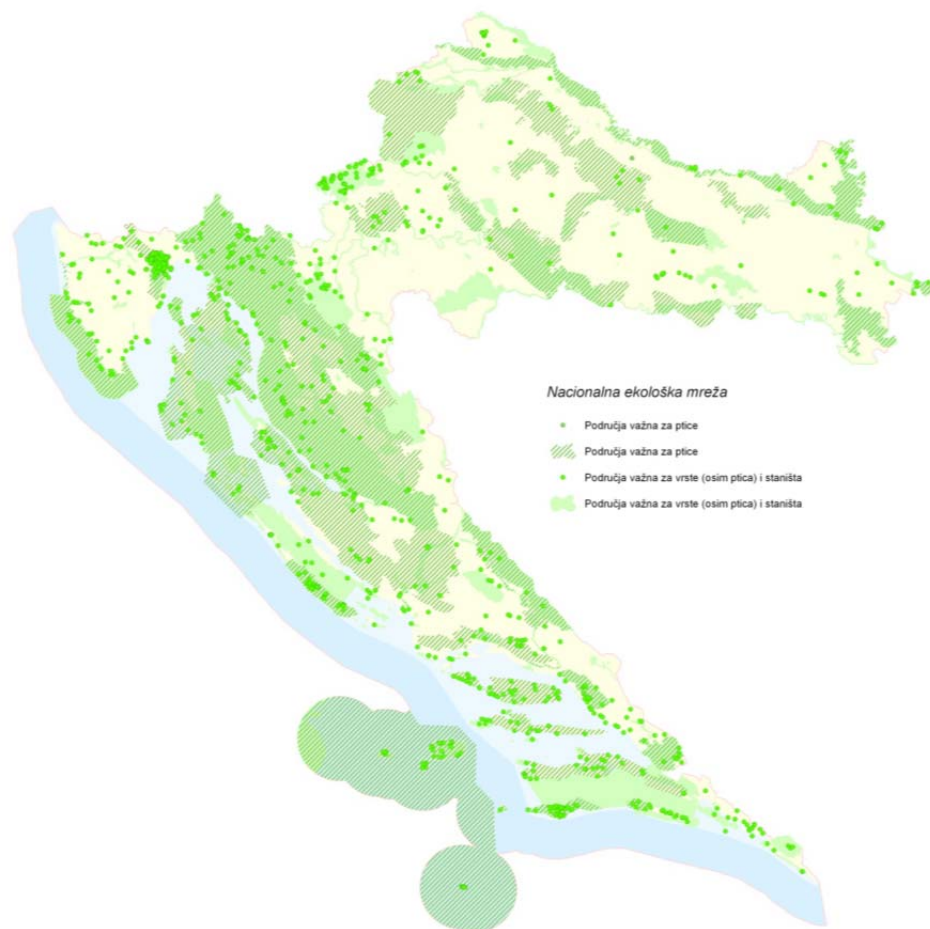 Nacionalna ekološka mreža
Područja važna za ptice
Područja važna za ptice
Područja važna za vrste (osim ptica) i staništa
Područja važna za vrste (osim ptica) i staništa